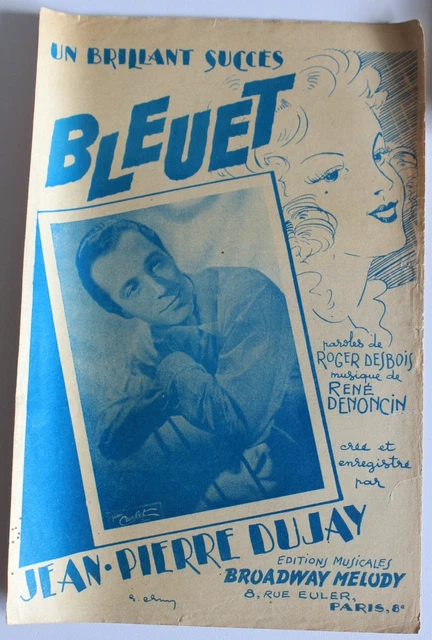 UN BRILLANT SUCCÈS
BLEUET
paroles de
ROGER DESBOIS
musique de
RENÉ
DENONCIN
créé et
enregistré
par
JEAN-PIERRE DUJAY
EDITIONS MUSICALES
BROADWAY MELODY
8, RUE EULER,
PARIS, 8e